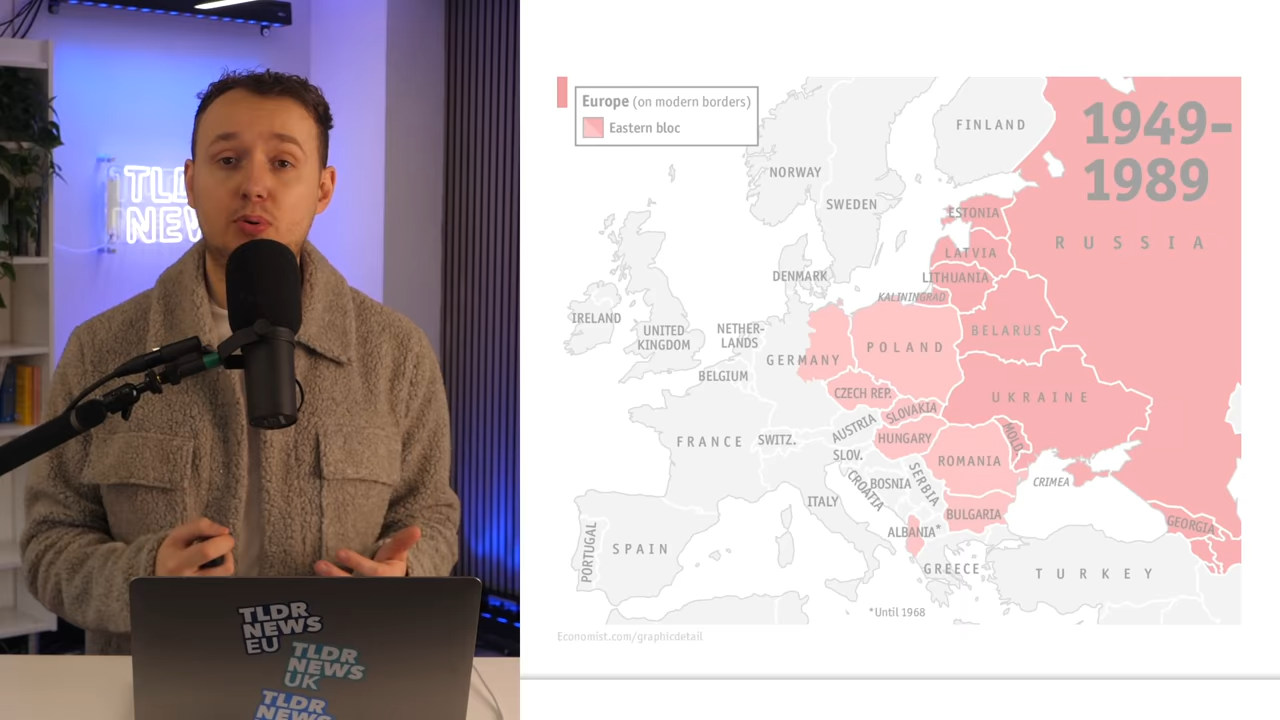 TLD
NEW
TLDR
NEWS
EU
TLDR
NEWS
UK
TLDR
NEWS
Europe (on modern borders)
Eastern bloc
1949-
1989
FINLAND
NORWAY
SWEDEN
RUSSIA
ESTONIA
LATVIA
LITHUANIA
KALININGRAD
DENMARK
IRELAND
UNITED
KINGDOM
NETHER-
LANDS
BELGIUM
GERMANY
POLAND
BELARUS
UKRAINE
CZECH REP.
SLOVAKIA
AUSTRIA
HUNGARY
MOLD.
FRANCE
SWITZ.
SLOV.
CROATIA
BOSNIA
SERBIA
ROMANIA
CRIMEA
ITALY
BULGARIA
GEORGIA
ALBANIA*
PORTUGAL
SPAIN
GREECE
TURKEY
*Until 1968
Economist.com/graphicdetail